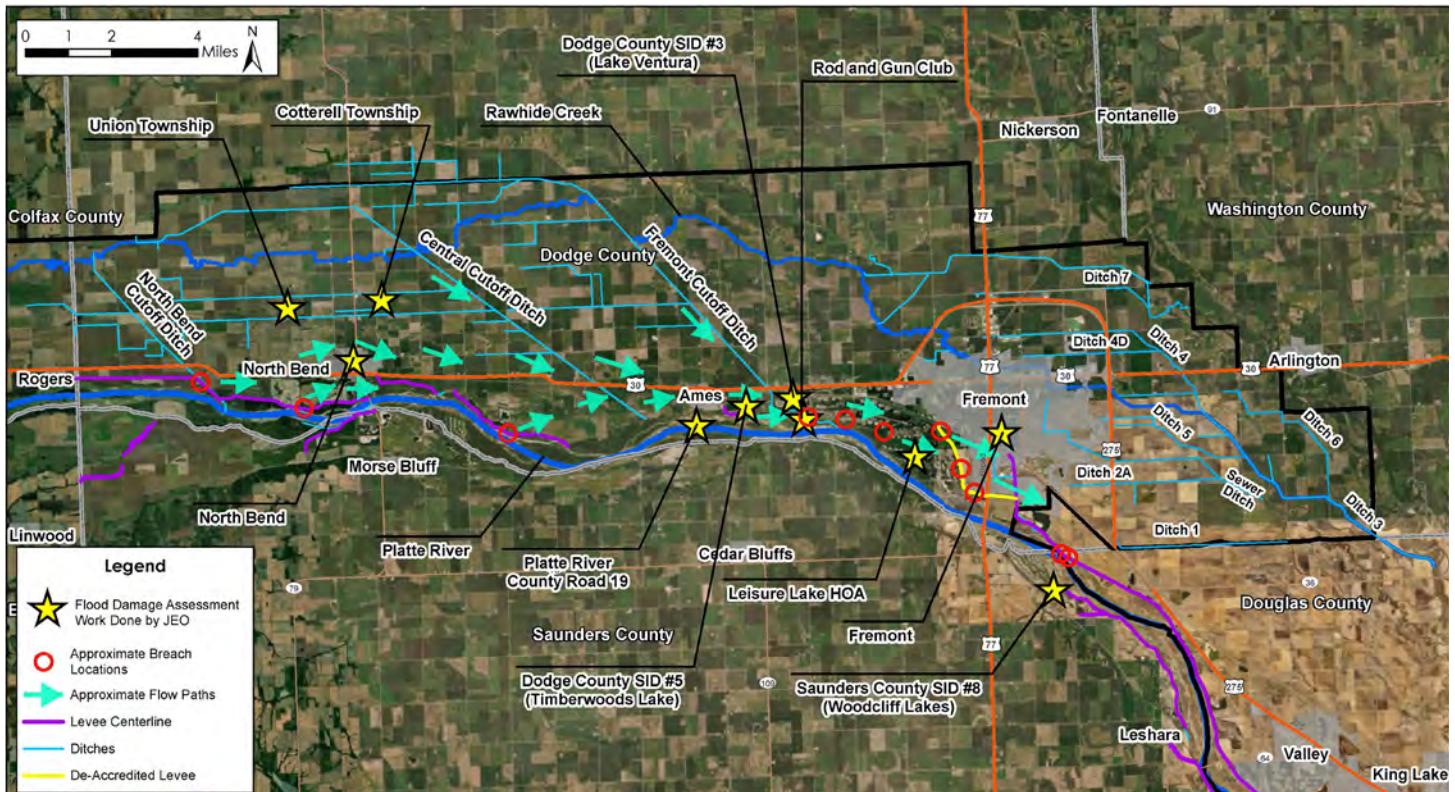 0 1 2 4
Miles
N
Dodge County SID #3
(Lake Ventura)
Rod and Gun Club
Cotterell Township
Rawhide Creek
Union Township
Fontanelle
91
Nickerson
77
Colfax County
Washington County
Central Cutoff Ditch
Dodge County
Fremont Cutoff Ditch
North Bend
Cutoff Ditch
Ditch 7
Ditch 4D
Ditch 4
77
Arlington
North Bend
Rogers
30
30
30
Ames
Fremont
Ditch 5
Ditch 6
275
Ditch 2A
Sewer
Ditch
Morse Bluff
Ditch 3
North Bend
Linwood
Platte River
Platte River
County Road 19
Cedar Bluffs
Ditch 1
Leisure Lake HOA
79
36
Douglas County
Saunders County
Fremont
77
Dodge County SID #5
(Timberwoods Lake)
109
Saunders County SID #8
(Woodcliff Lakes)
275
Leshara
Valley
64
King Lake
Legend
Flood Damage Assessment
Work Done by JEO
Approximate Breach
Locations
Approximate Flow Paths
Levee Centerline
Ditches
De-Accredited Levee